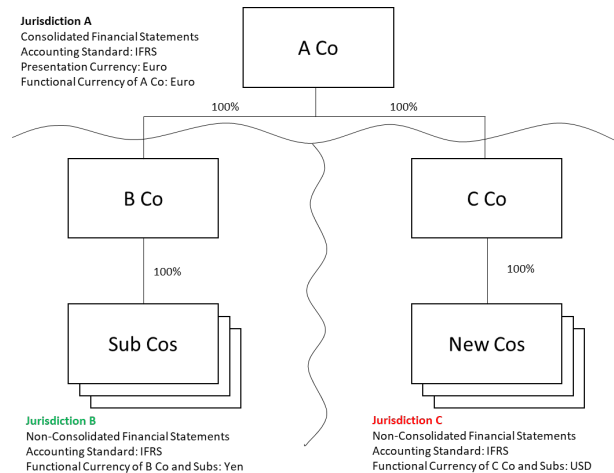 Jurisdiction A
Consolidated Financial Statements
Accounting Standard: IFRS
Presentation Currency: Euro
Functional Currency of A Co: Euro
A Co
100%
100%
B Co
C Co
100%
100%
Sub Cos
New Cos
Jurisdiction B
Non-Consolidated Financial Statements
Accounting Standard: IFRS
Functional Currency of B Co and Subs: Yen
Jurisdiction C
Non-Consolidated Financial Statements
Accounting Standard: IFRS
Functional Currency of C Co and Subs: USD